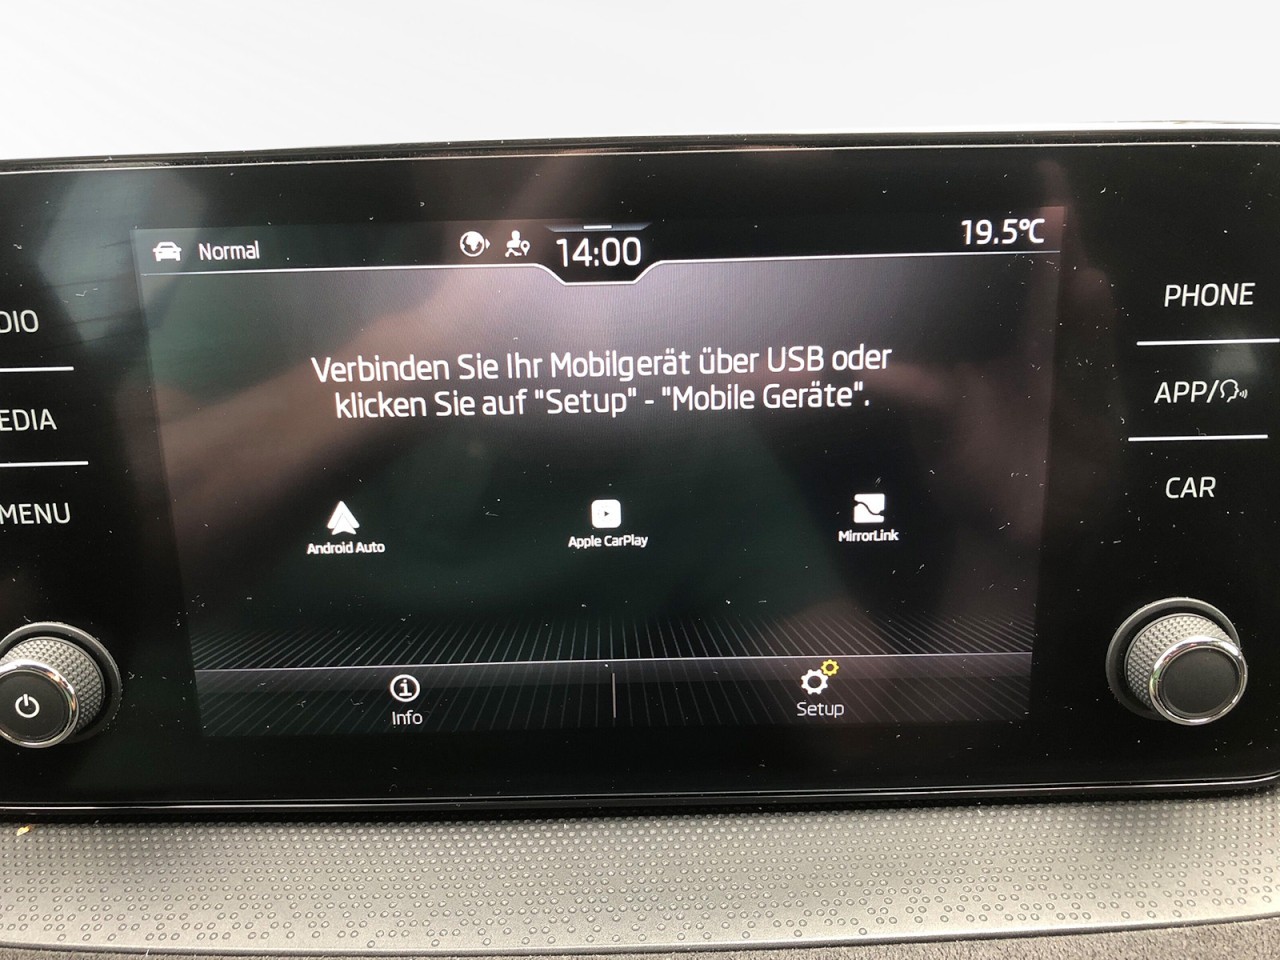 Normal
14:00
19.5°C
DIO
EDIA
MENU
PHONE
APP/
CAR
Verbinden Sie Ihr Mobilgerät über USB oder
klicken Sie auf "Setup" - "Mobile Geräte".
Android Auto
Apple CarPlay
MirrorLink
Info
Setup